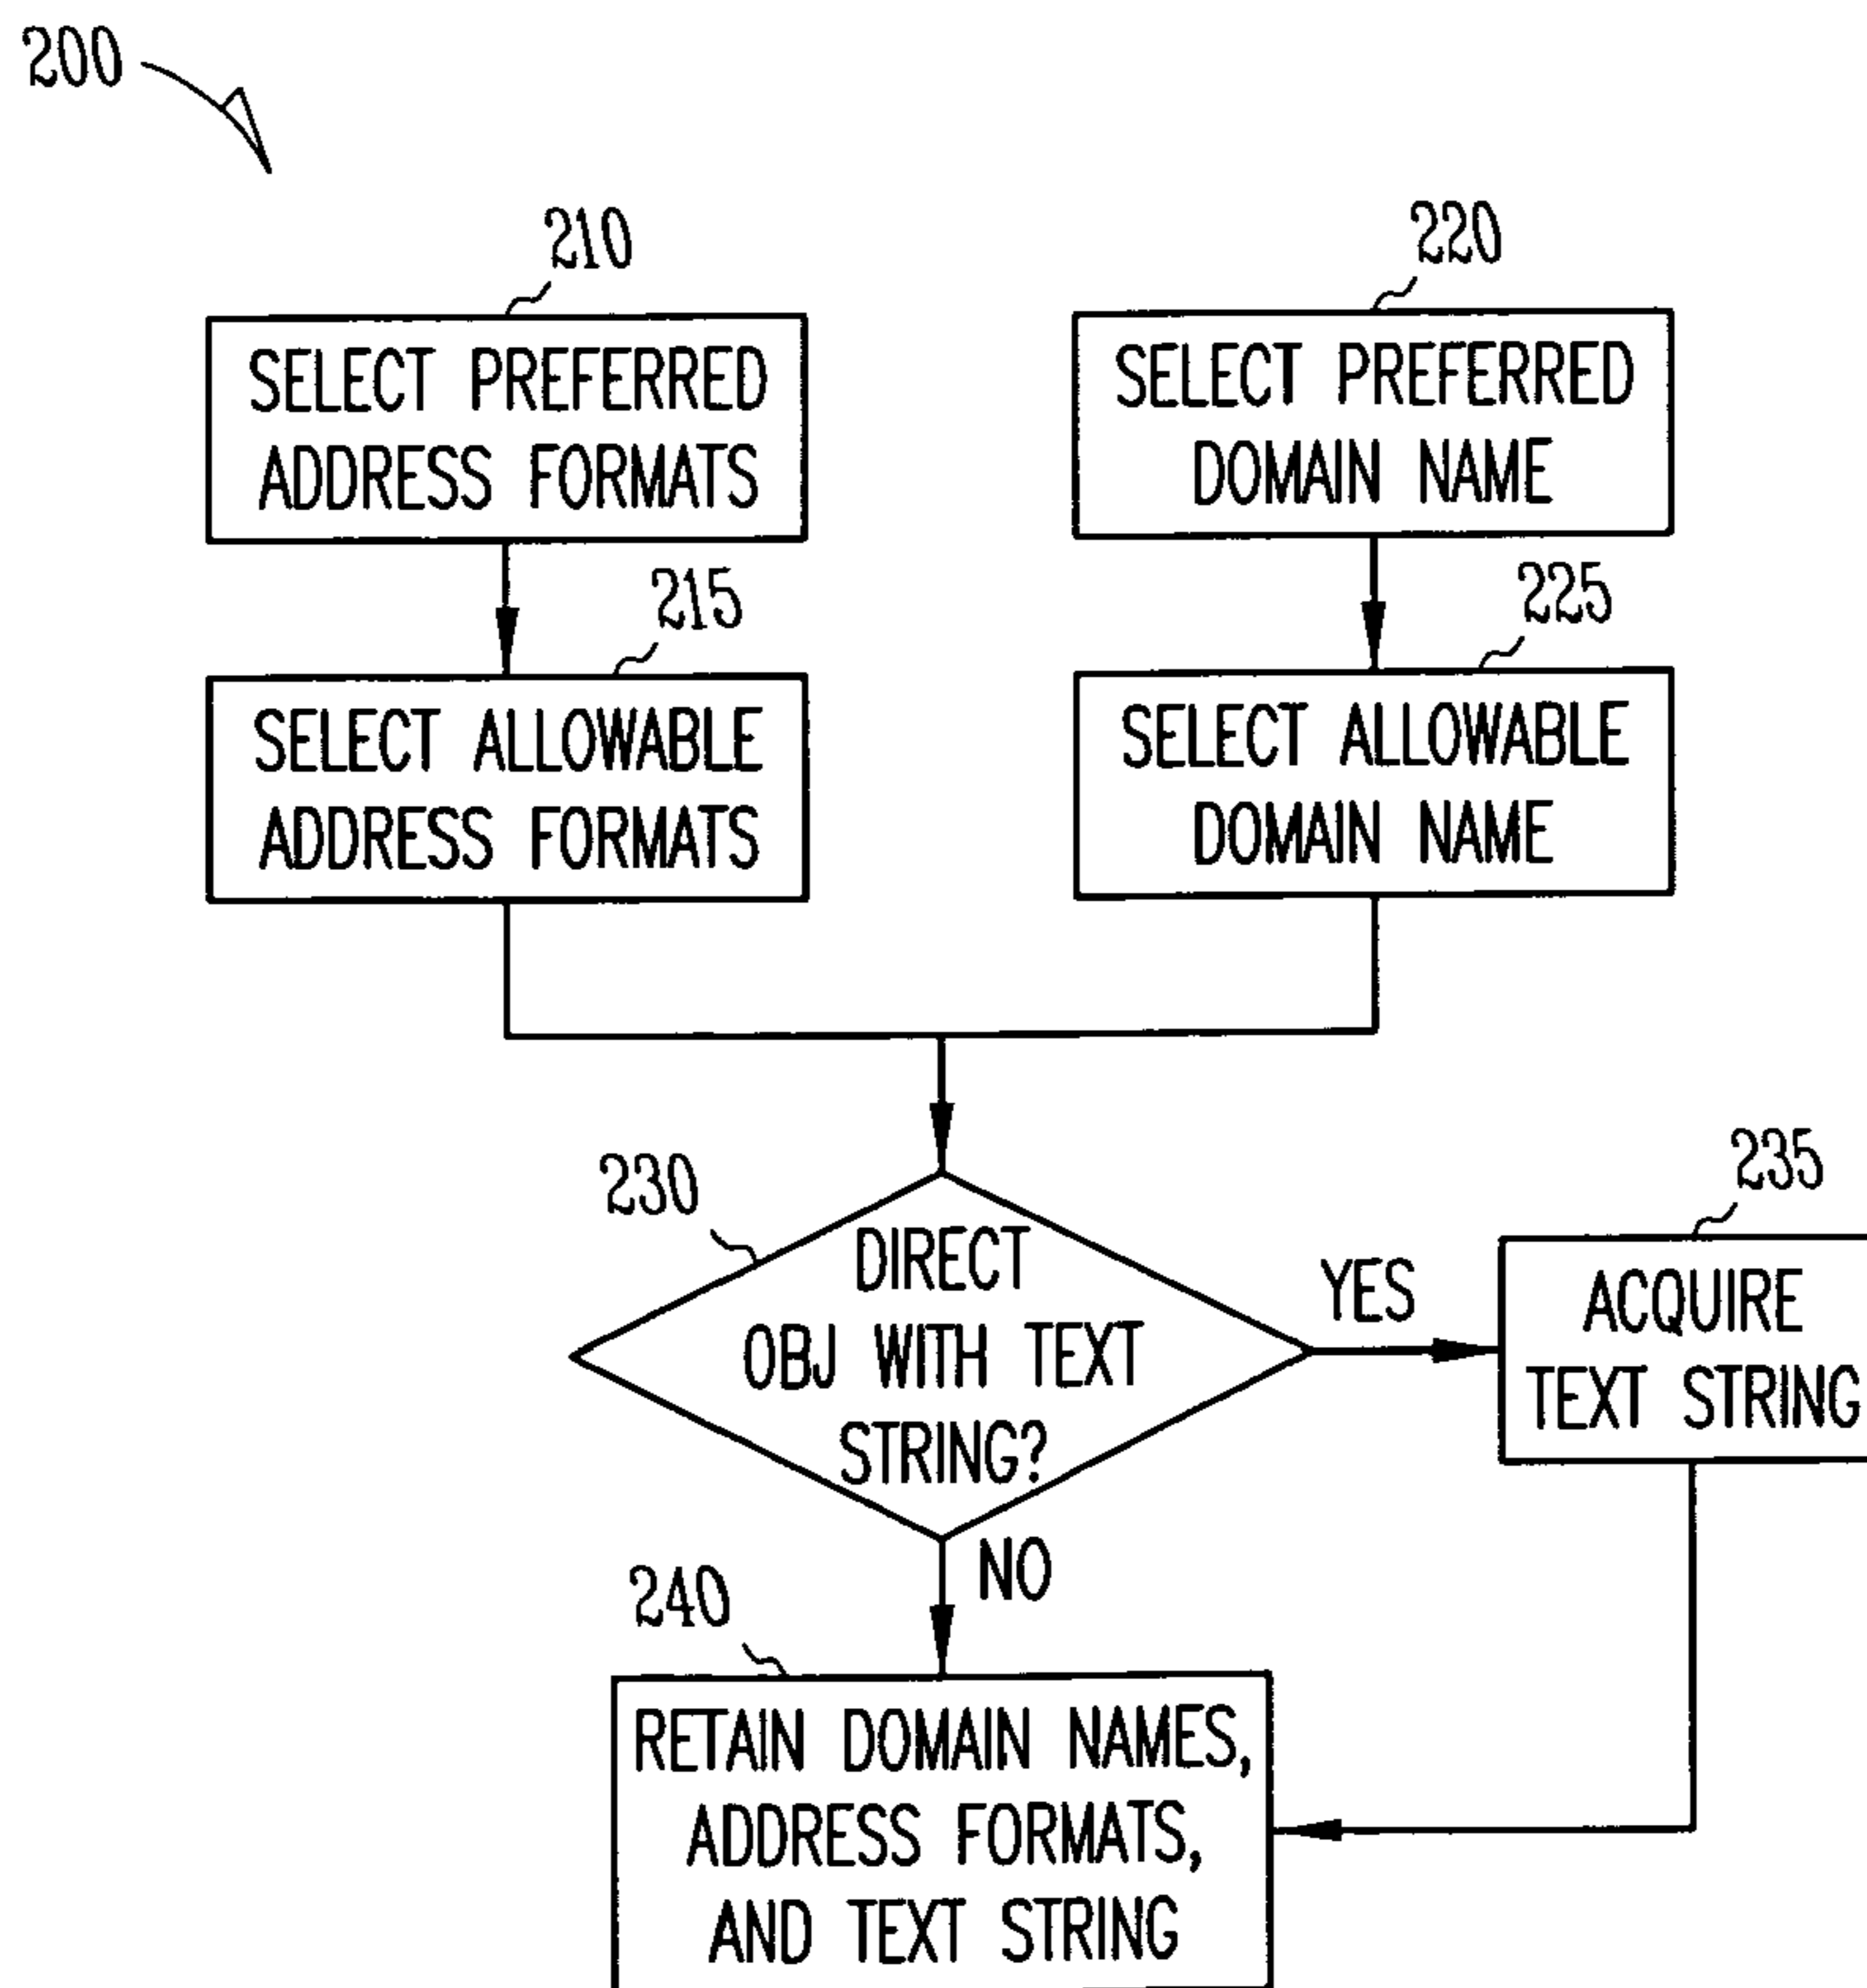 200
210
SELECT PREFERRED
ADDRESS FORMATS
220
SELECT PREFERRED
DOMAIN NAME
215
SELECT ALLOWABLE
ADDRESS FORMATS
225
SELECT ALLOWABLE
DOMAIN NAME
230
DIRECT
OBJ WITH TEXT
STRING?
YES
235
ACQUIRE
TEXT STRING
NO
240
RETAIN DOMAIN NAMES,
ADDRESS FORMATS,
AND TEXT STRING